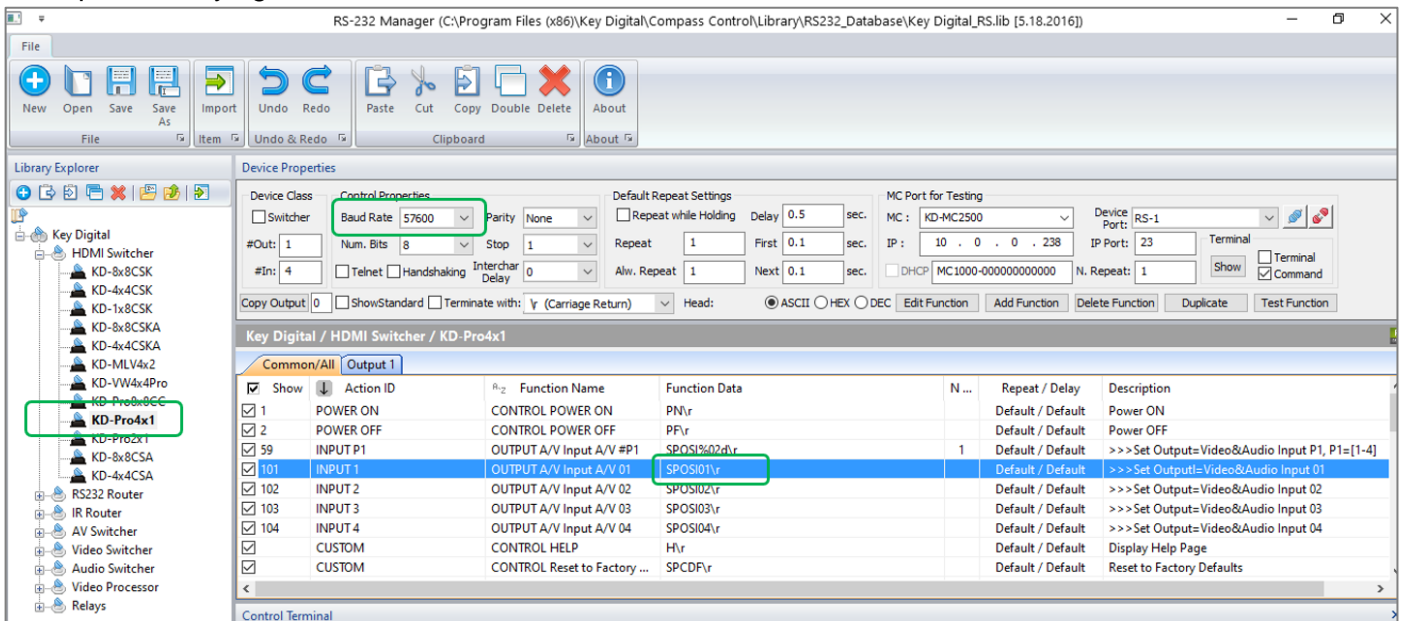 RS-232 Manager (C:\Program Files (x86)\Key Digital\Compass Control\Library\RS232_Database\Key Digital_RS.lib [5.18.2016])
File
New Open Save Save As Import Undo Redo Paste Cut Copy Double Delete About
File Item Undo & Redo Clipboard About
Library Explorer
Key Digital
HDMI Switcher
KD-8x8CSK
KD-4x4CSK
KD-1x8CSK
KD-8x8CSKA
KD-4x4CSKA
KD-MLV4x2
KD-VW4x4Pro
KD-Pro8x8CC
KD-Pro4x1
KD-Pro2x1
KD-8x8CSA
KD-4x4CSA
RS232 Router
IR Router
AV Switcher
Video Switcher
Audio Switcher
Video Processor
Relays
Device Properties
Device Class Control Properties Default Repeat Settings MC Port for Testing
Switcher Baud Rate 57600 Parity None Repeat while Holding Delay 0.5 sec. MC : KD-MC2500 Device Port: RS-1
#Out: 1 Num. Bits 8 Stop 1 Repeat 1 First 0.1 sec. IP : 10 . 0 . 0 . 238 IP Port: 23 Terminal Show Terminal
#In: 4 Telnet Handshaking Interchar Delay 0 Alw. Repeat 1 Next 0.1 sec. DHCP MC1000-000000000000 N. Repeat: 1 Command
Copy Output 0 ShowStandard Terminate with: \r (Carriage Return) Head: ASCII HEX DEC Edit Function Add Function Delete Function Duplicate Test Function
Key Digital / HDMI Switcher / KD-Pro4x1
Common/All Output 1
Show Action ID Function Name Function Data N ... Repeat / Delay Description
1 POWER ON CONTROL POWER ON PN\r Default / Default Power ON
2 POWER OFF CONTROL POWER OFF PF\r Default / Default Power OFF
59 INPUT P1 OUTPUT A/V Input A/V #P1 SPOSI%02d\r 1 Default / Default >>>Set Output=Video&Audio Input P1, P1=[1-4]
101 INPUT 1 OUTPUT A/V Input A/V 01 SPOSI01\r Default / Default >>>Set Outputl=Video&Audio Input 01
102 INPUT 2 OUTPUT A/V Input A/V 02 SPOSI02\r Default / Default >>>Set Output=Video&Audio Input 02
103 INPUT 3 OUTPUT A/V Input A/V 03 SPOSI03\r Default / Default >>>Set Output=Video&Audio Input 03
104 INPUT 4 OUTPUT A/V Input A/V 04 SPOSI04\r Default / Default >>>Set Output=Video&Audio Input 04
CUSTOM CONTROL HELP H\r Default / Default Display Help Page
CUSTOM CONTROL Reset to Factory ... SPCDF\r Default / Default Reset to Factory Defaults
Control Terminal